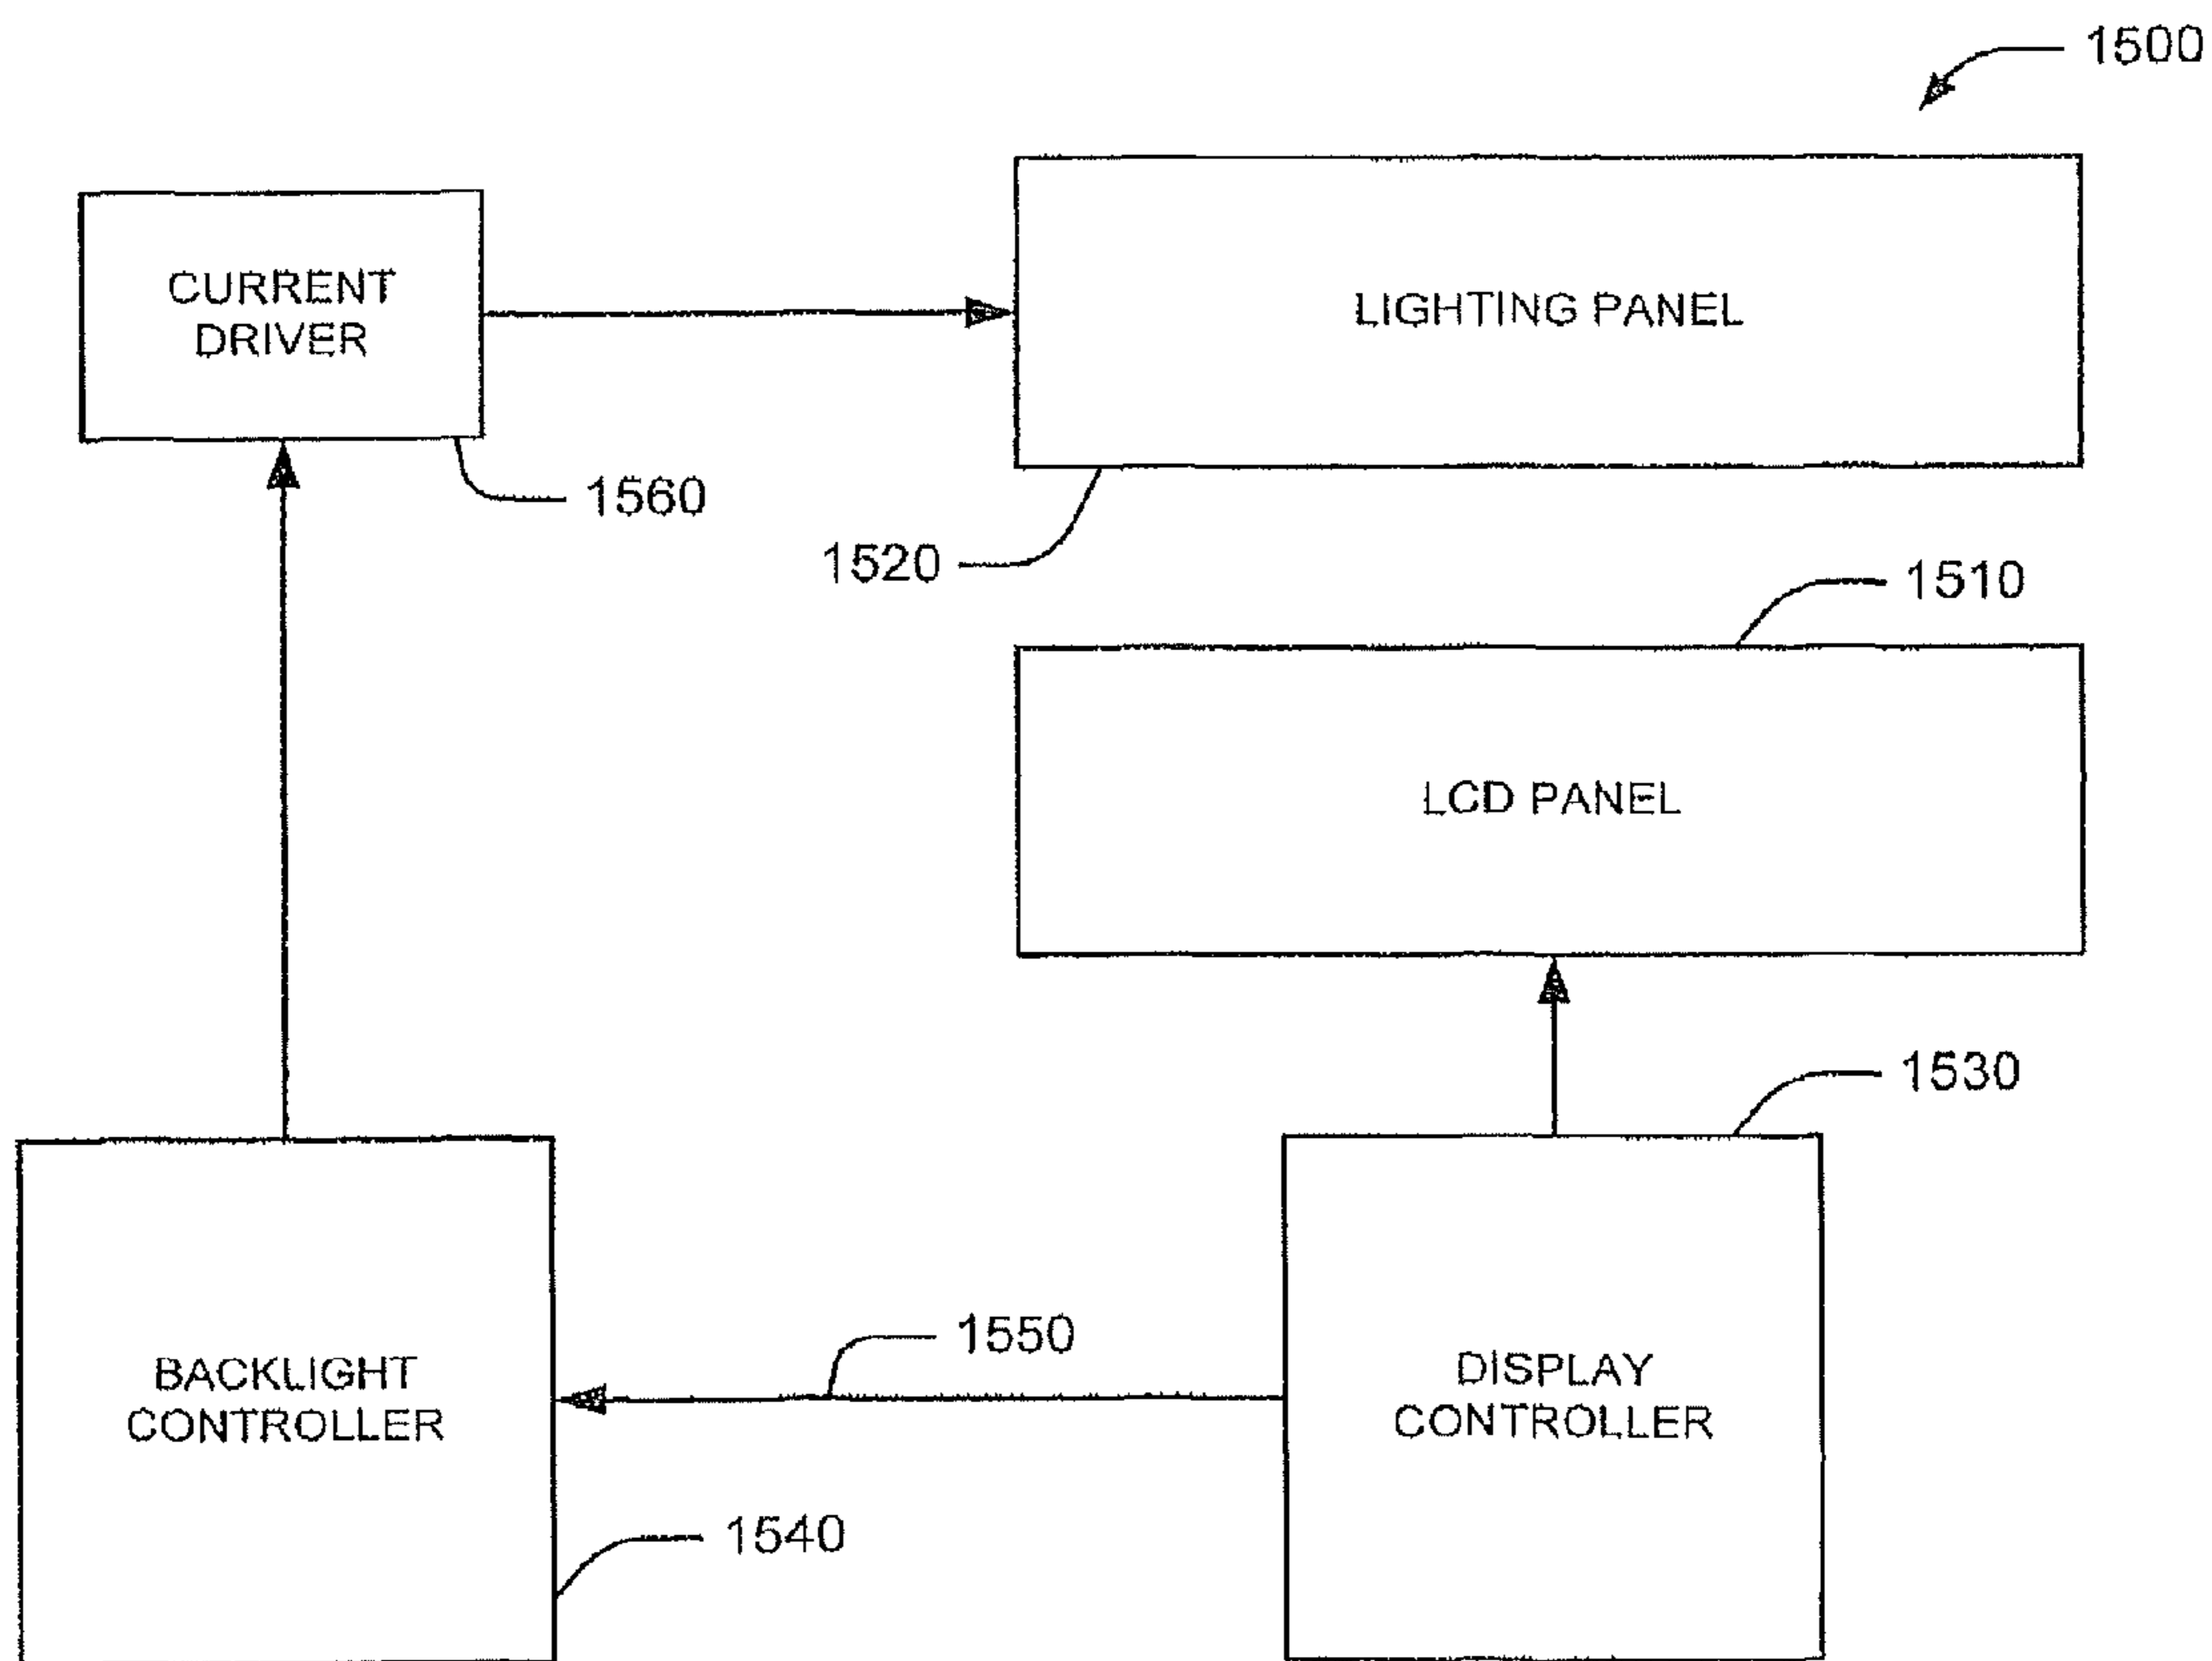 1500
CURRENT
DRIVER
LIGHTING PANEL
1560
1520
1510
LCD PANEL
1530
1550
BACKLIGHT
CONTROLLER
DISPLAY
CONTROLLER
1540